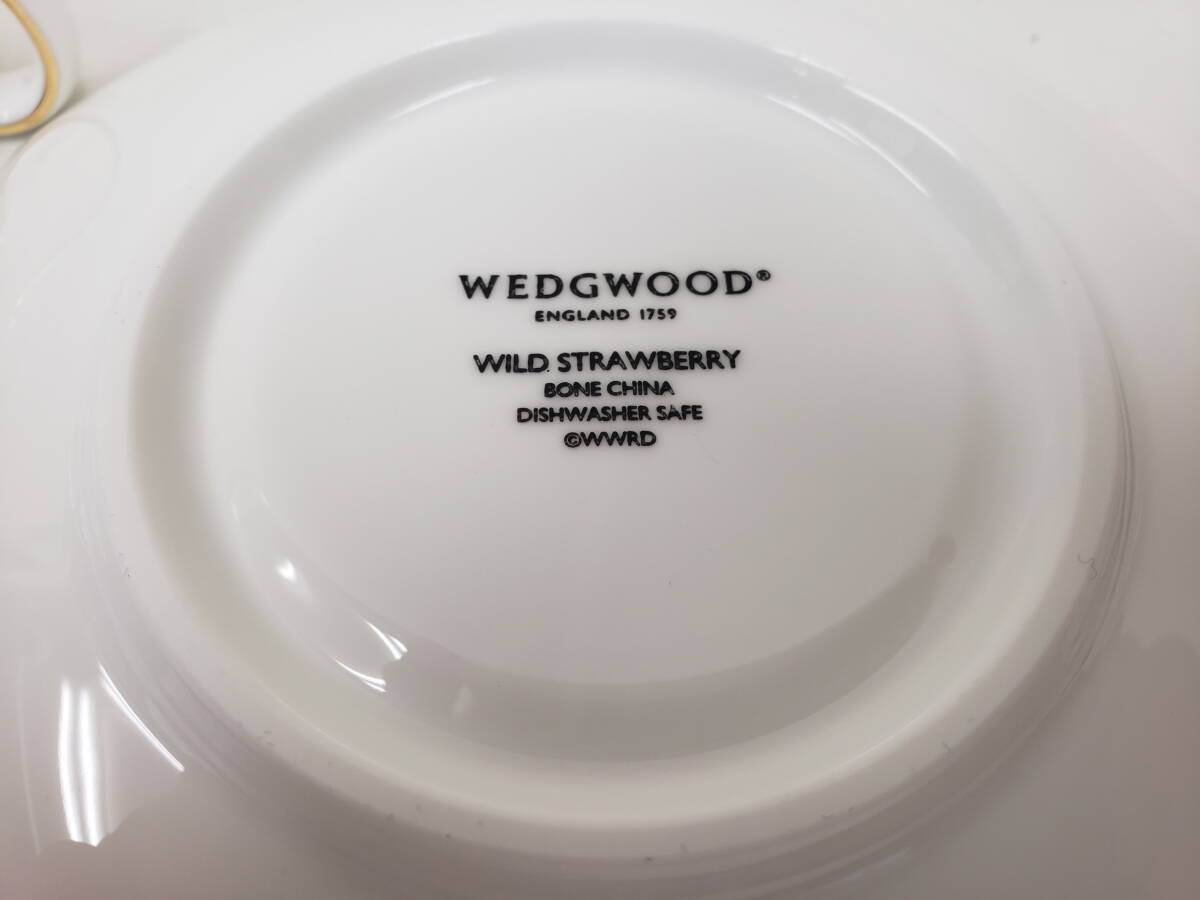 WEDGWOOD®
ENGLAND 1759
WILD STRAWBERRY
BONE CHINA
DISHWASHER SAFE
©WWRD